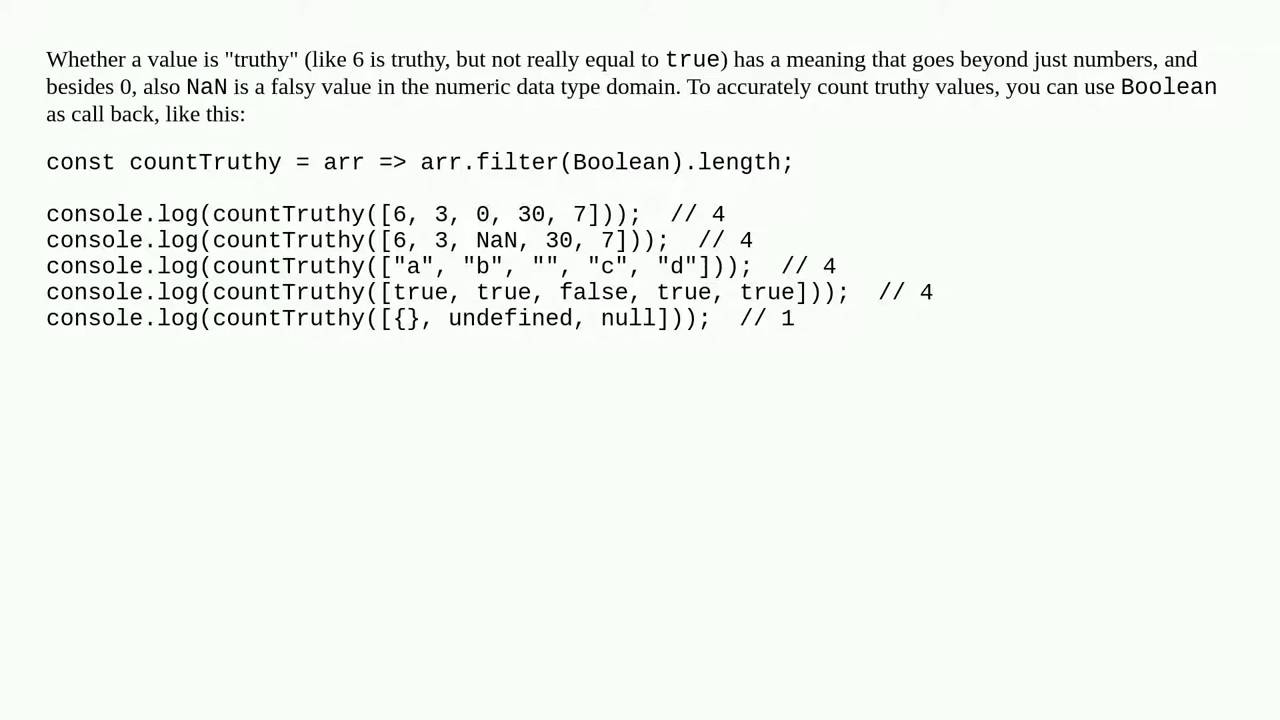 Whether a value is "truthy" (like 6 is truthy, but not really equal to true) has a meaning that goes beyond just numbers, and
besides 0, also NaN is a falsy value in the numeric data type domain. To accurately count truthy values, you can use Boolean
as call back, like this:
const countTruthy = arr => arr.filter(Boolean).length;
console.log(countTruthy([6, 3, 0, 30, 7]));  // 4
console.log(countTruthy([6, 3, NaN, 30, 7]));  // 4
console.log(countTruthy(["a", "b", "", "c", "d"]));  // 4
console.log(countTruthy([true, true, false, true, true]));  // 4
console.log(countTruthy([{}, undefined, null]));  // 1